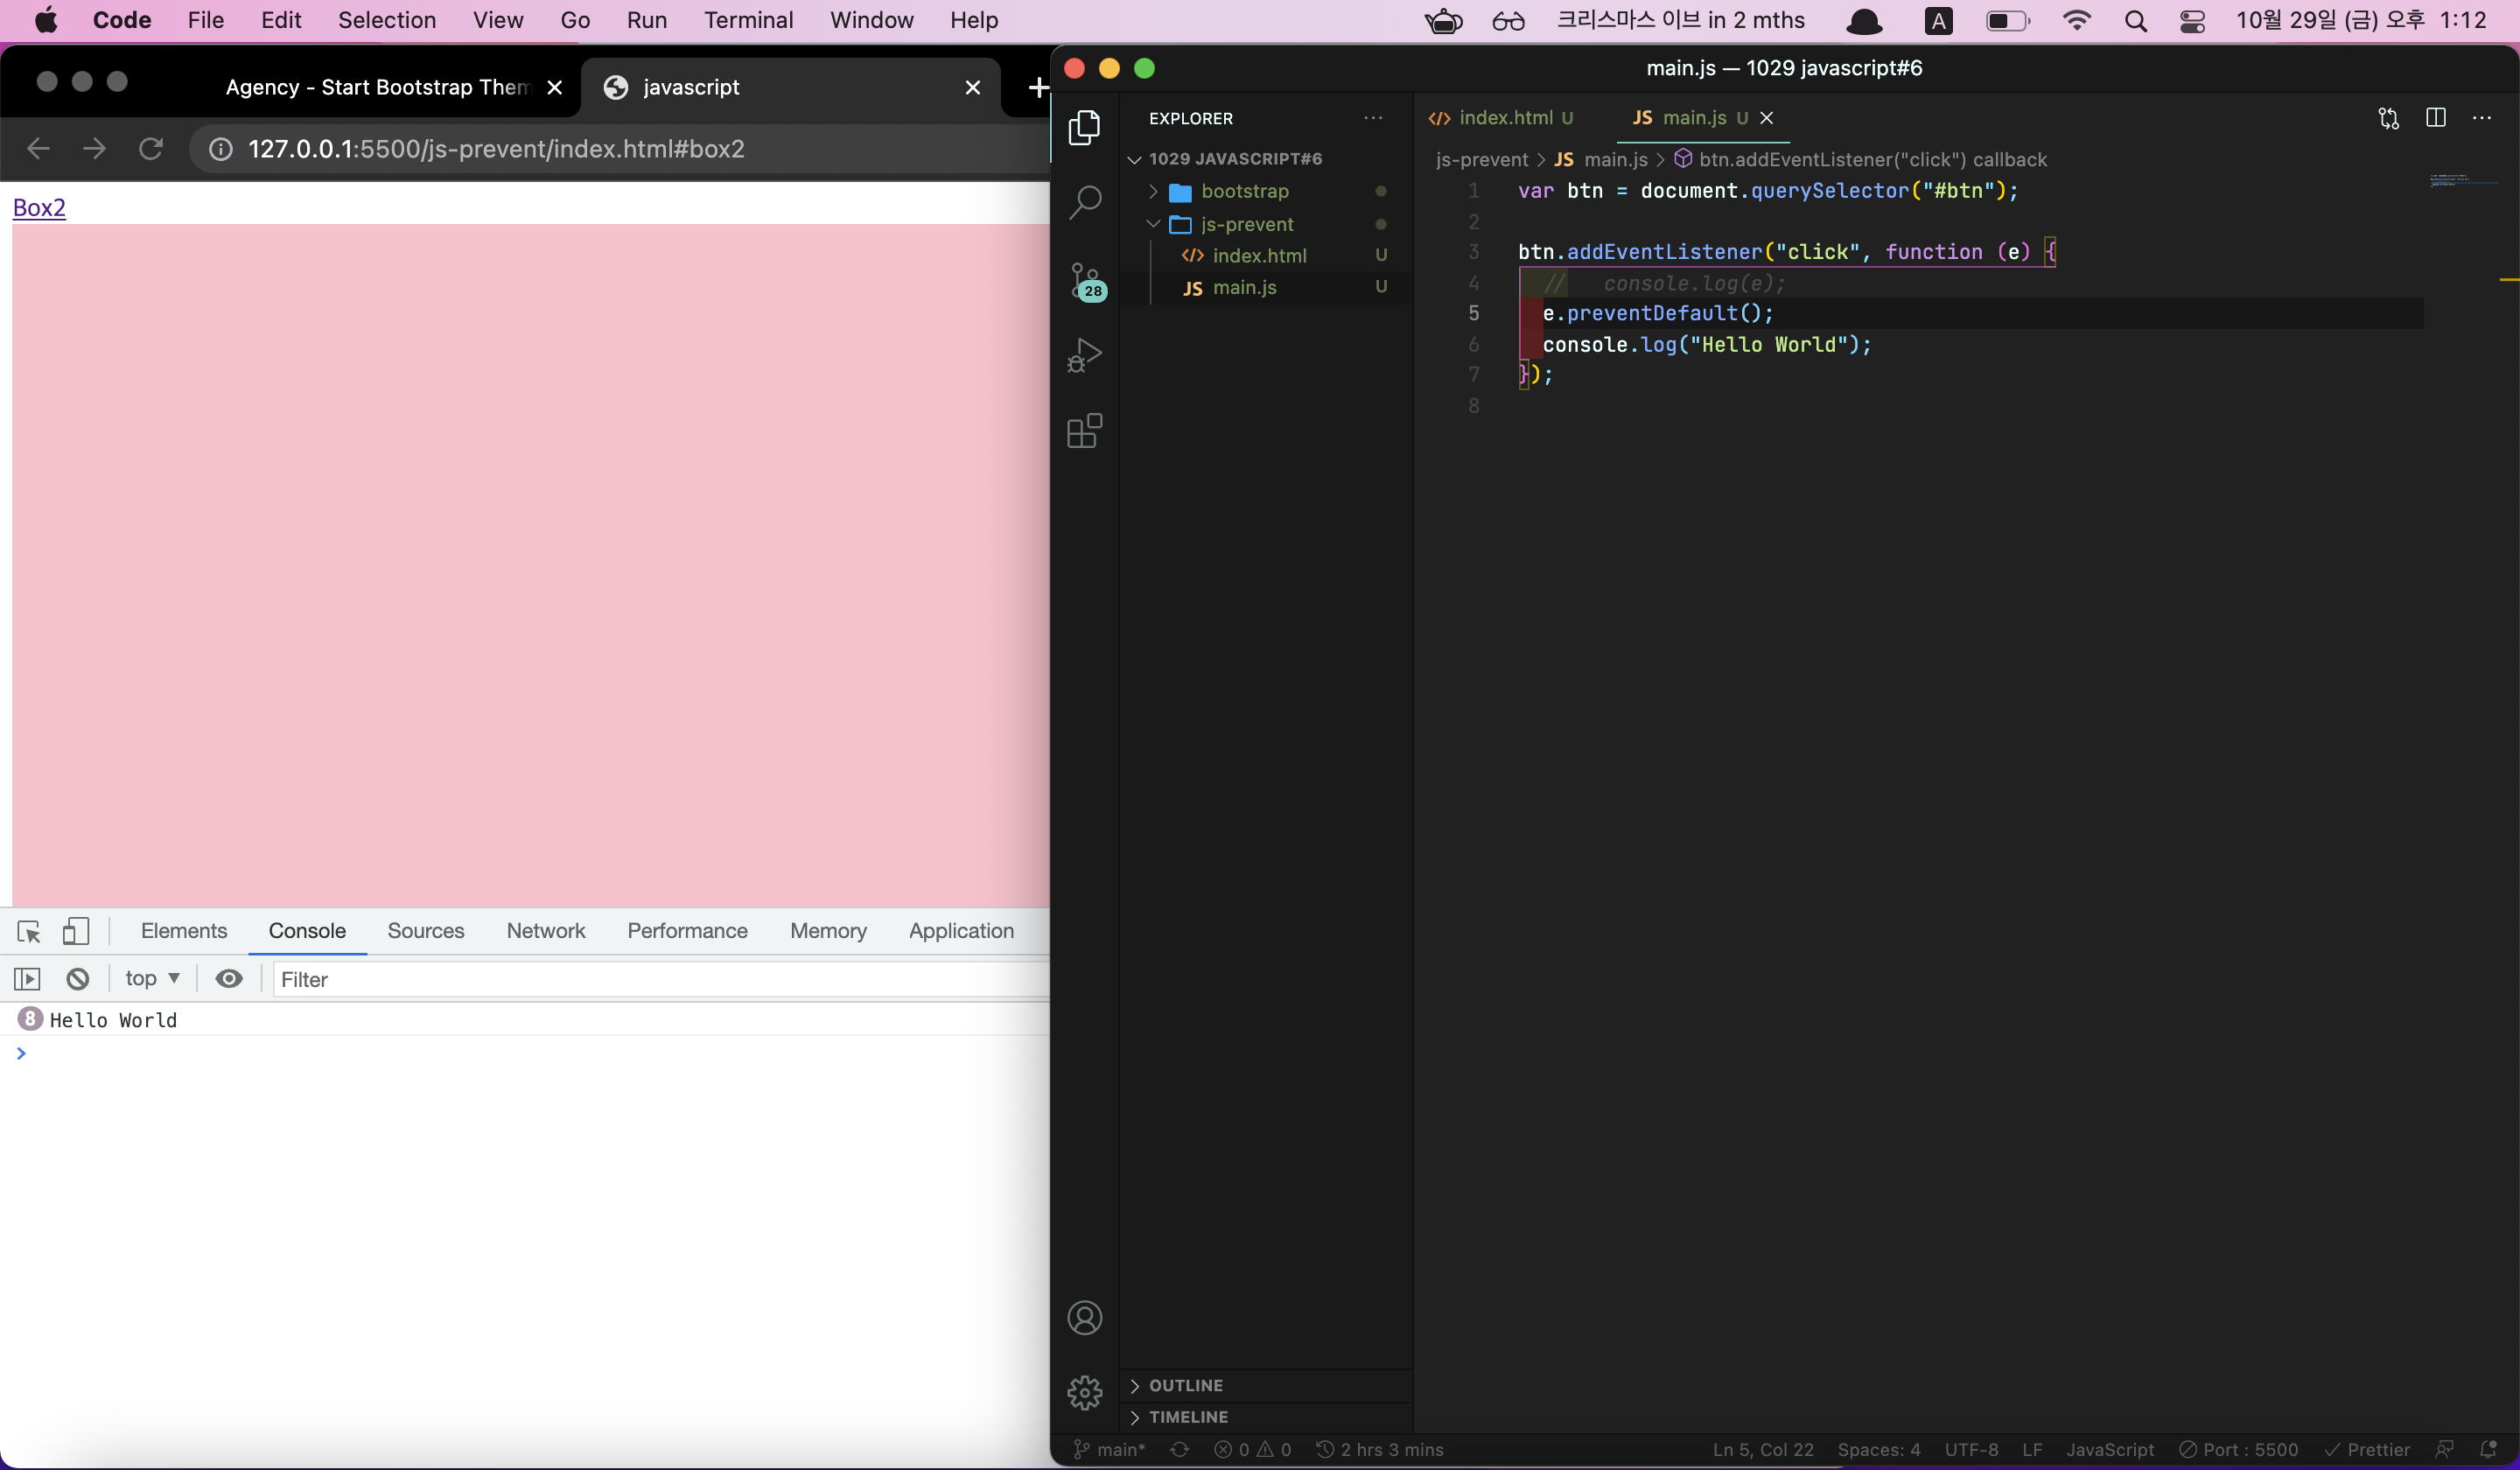 Code File Edit Selection View Go Run Terminal Window Help
크리스마스 이브 in 2 mths A 10월 29일 (금) 오후 1:12
Agency - Start Bootstrap Them
javascript
127.0.0.1:5500/js-prevent/index.html#box2
Box2
Elements Console Sources Network Performance Memory Application
top Filter
8 Hello World
main.js — 1029 javascript#6
EXPLORER
1029 JAVASCRIPT#6
bootstrap
js-prevent
index.html U
JS main.js U
28
OUTLINE
TIMELINE
index.html U JS main.js U
js-prevent > JS main.js > btn.addEventListener("click") callback
1 var btn = document.querySelector("#btn");
2
3 btn.addEventListener("click", function (e) {
4 // console.log(e);
5 e.preventDefault();
6 console.log("Hello World");
7 });
8
main* 0 0 2 hrs 3 mins Ln 5, Col 22 Spaces: 4 UTF-8 LF JavaScript Port : 5500 Prettier